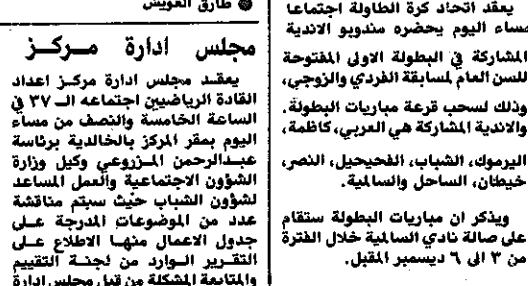 يعقد اتحاد كرة الطاولة اجتماعا
مساء اليوم يحضره مندوبو الاندية
المشاركة في البطولة الاولى المفتوحة
للسن العام لمسابقة الفردي والزوجي،
وذلك لسحب قرعة مباريات البطولة.
والاندية المشاركة هي العربي، كاظمة،
اليرموك، الشباب، الفحيحيل، النصر،
خيطان، الساحل والسالمية.
ويذكر ان مباريات البطولة ستقام
على صالة نادي السالمية خلال الفترة
من ٣ الى ٦ ديسمبر المقبل.
طارق العويش
مجلس ادارة مركز
يعقد مجلس ادارة مركز اعداد
القادة الرياضيين اجتماعه الـ ٣٧ في
الساعة الخامسة والنصف من مساء
اليوم بمقر المركز بالخالدية برئاسة
عبدالرحمن المزروعي وكيل وزارة
الشؤون الاجتماعية والعمل المساعد
لشؤون الشباب حيث سيتم مناقشة
عدد من الموضوعات المدرجة على
جدول الاعمال منها الاطلاع على
التقرير الوارد من لجنة التقييم
والمتابعة المشكلة من قبل مجلس ادارة